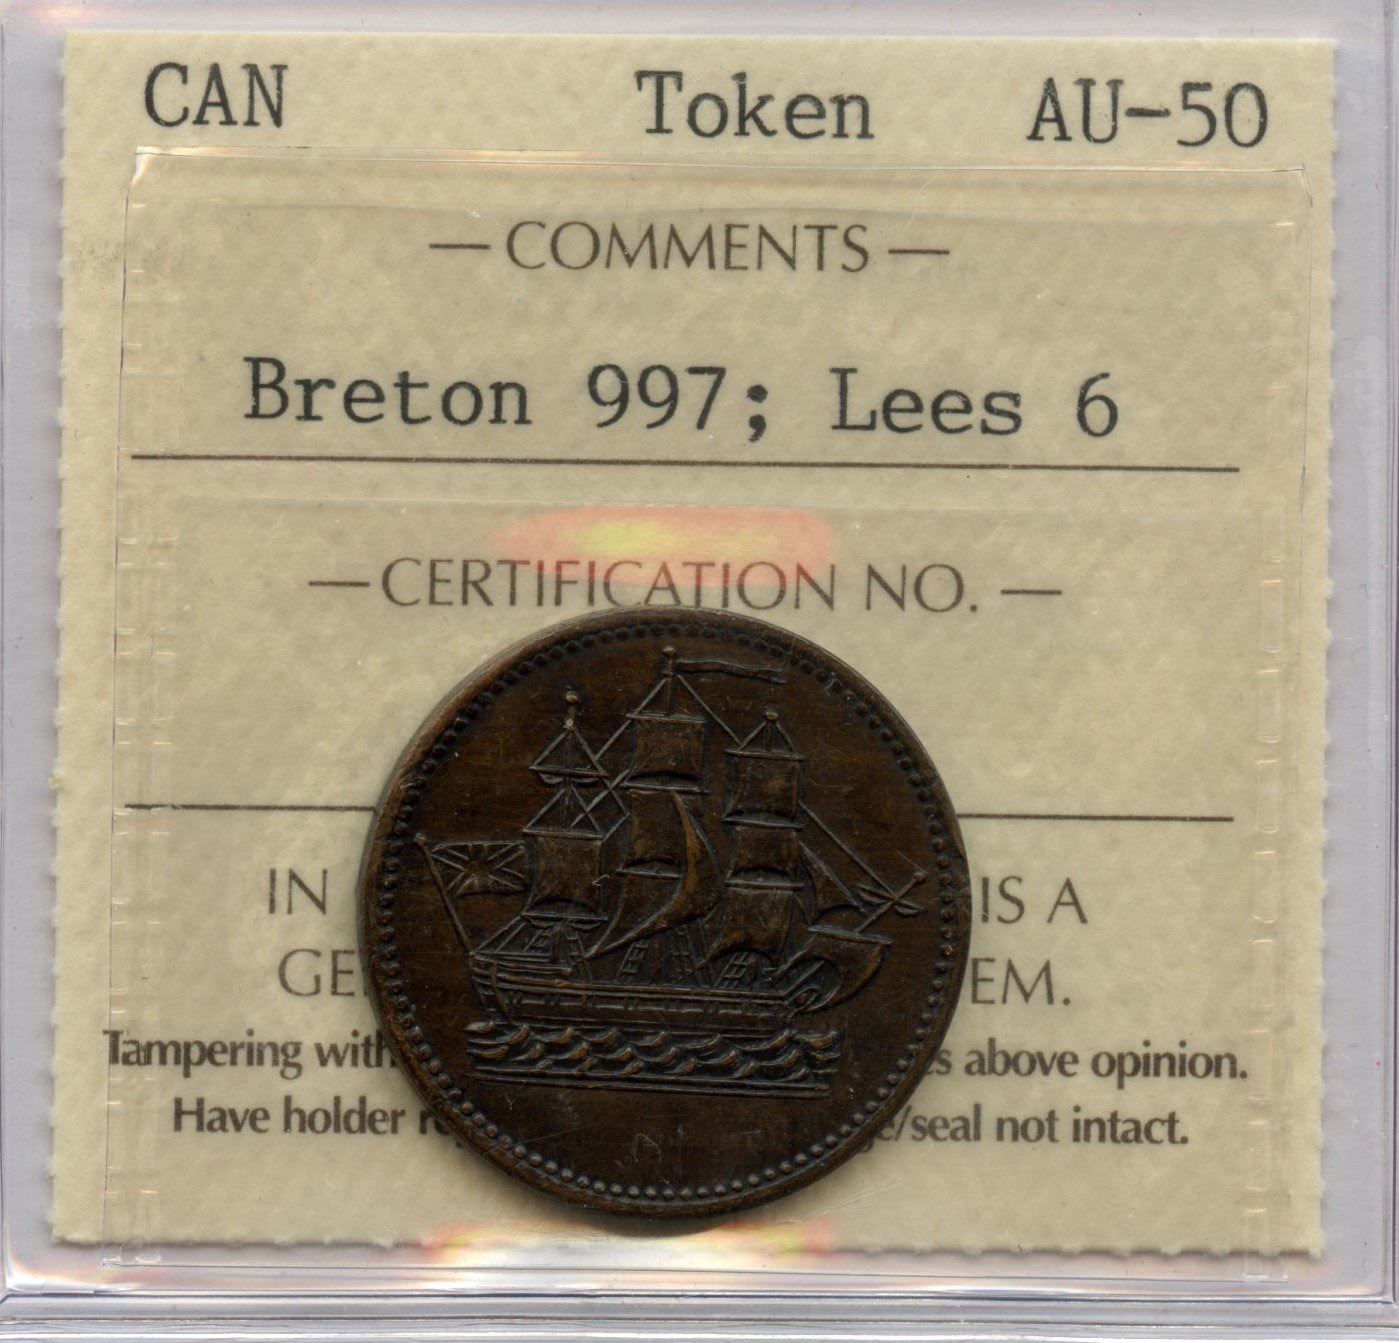 CAN Token AU-50
— COMMENTS —
Breton 997; Lees 6
— CERTIFICATION NO. —
IN IS A
GE EM.
Tampering with s above opinion.
Have holder r e/seal not intact.